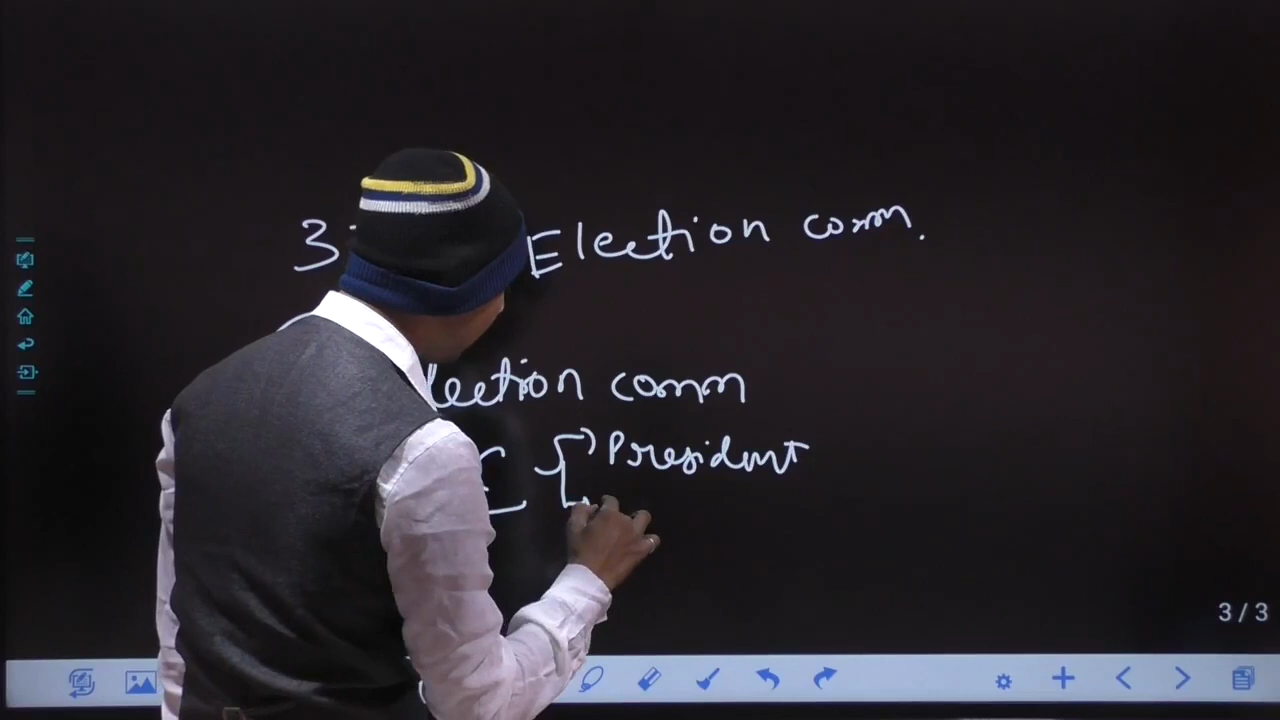 3 Election comm.
lection comm
President
3 / 3